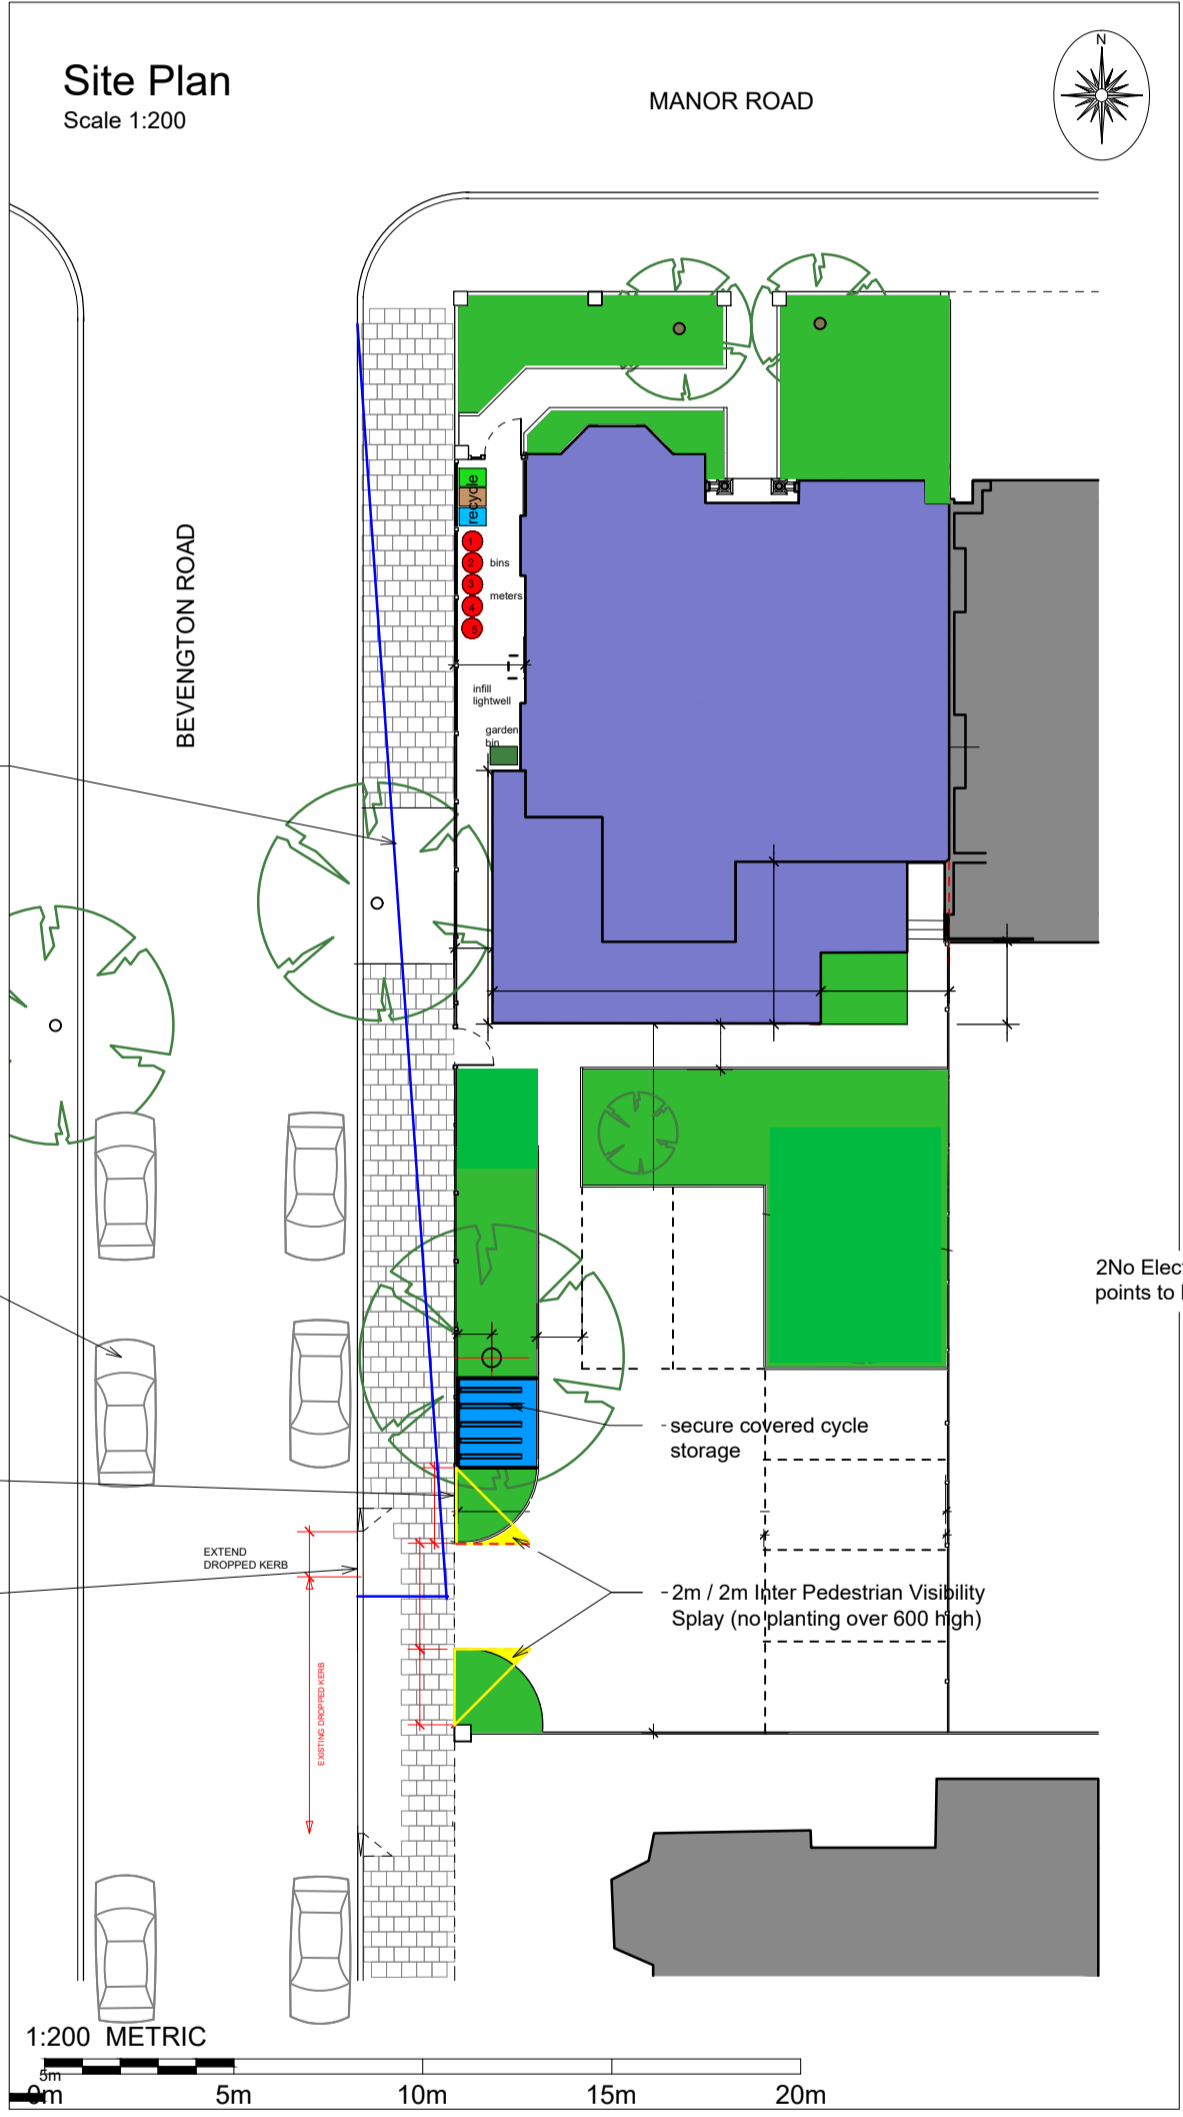 Site Plan
Scale 1:200
MANOR ROAD
N
BEVENGTON ROAD
recycle
1
2
bins
3
meters
4
5
infill
lightwell
garden
bin
2No Elec
points to
secure covered cycle
storage
EXTEND
DROPPED KERB
2m / 2m Inter Pedestrian Visibility
Splay (no planting over 600 high)
EXISTING DROPPED KERB
1:200 METRIC
5m
0m
5m
10m
15m
20m